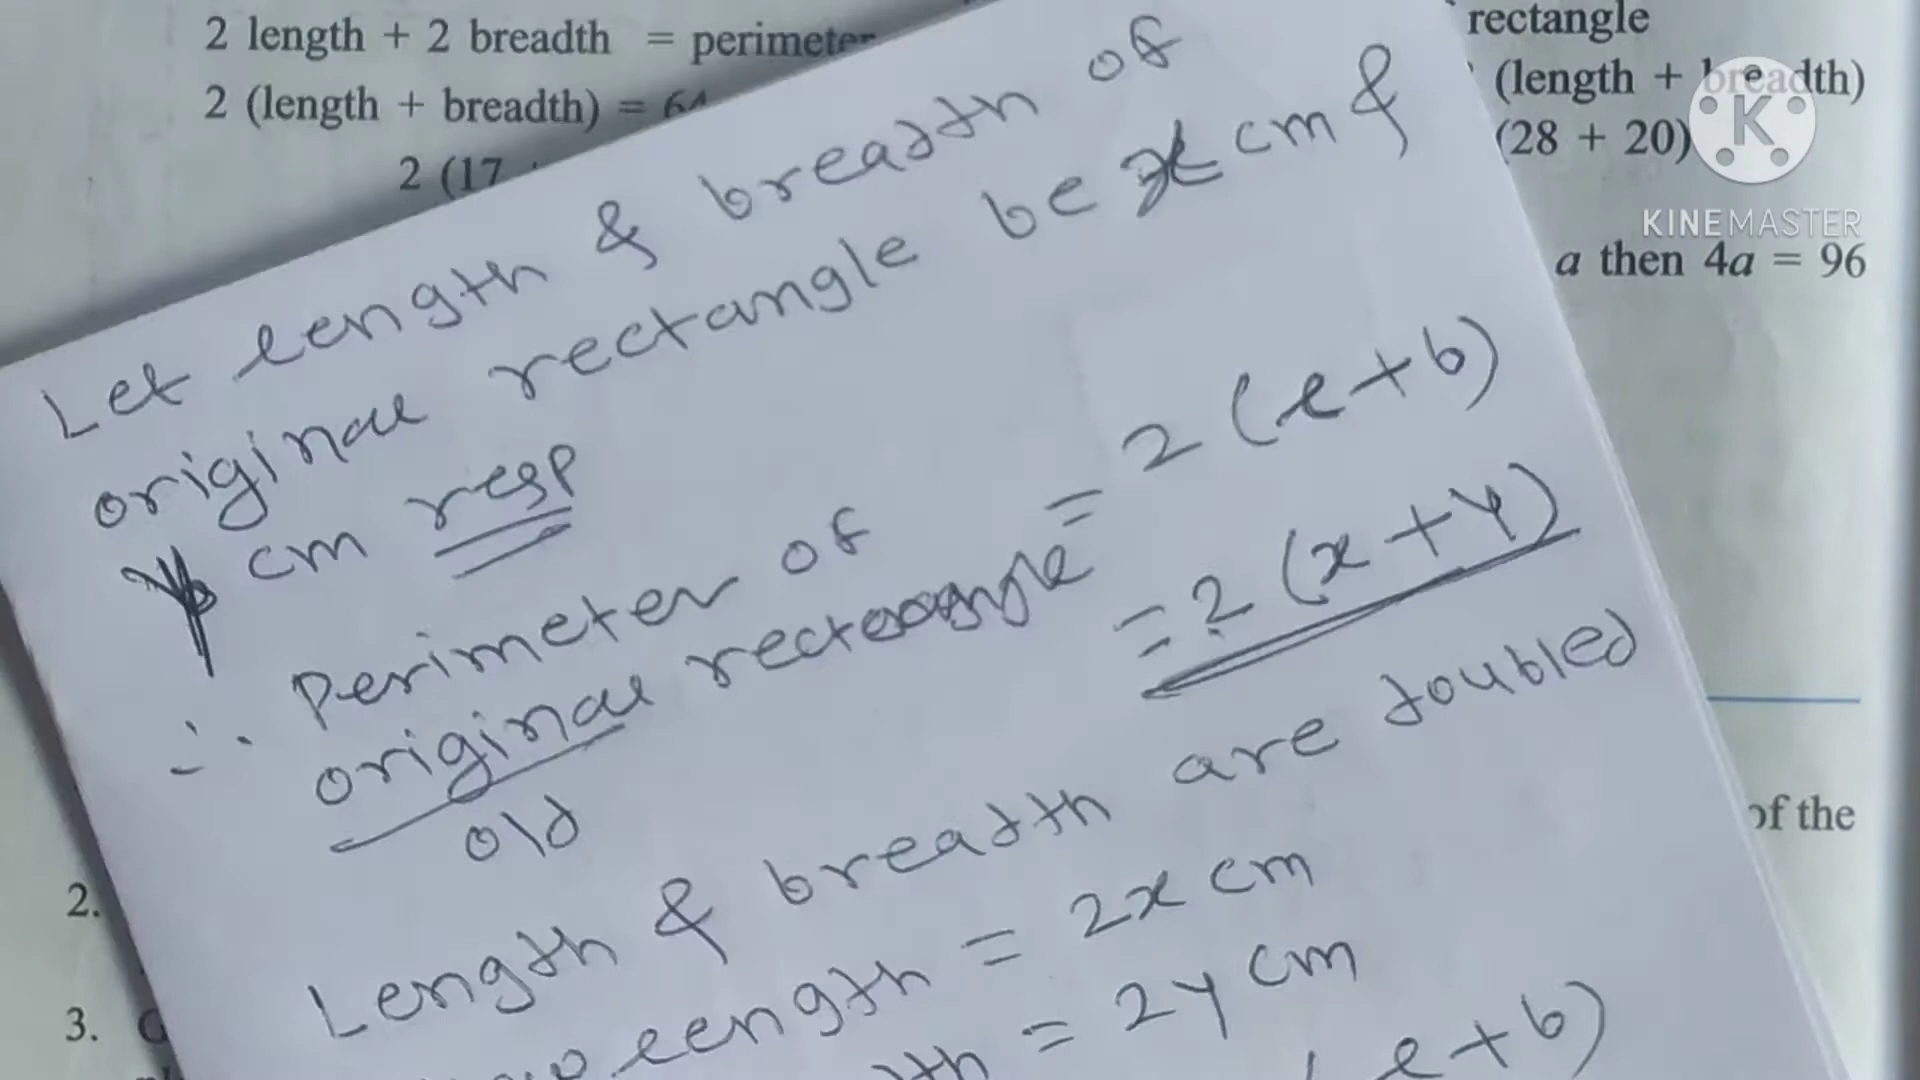 2 length + 2 breadth = perimeter
2 (length + breadth) = 64
2 (17
rectangle
(length + breadth)
(28 + 20)
K
KINEMASTER
a then 4a = 96
of the
2.
3.
Let length & breadth of
original rectangle be x cm &
y cm resp
∴ Perimeter of
original rectangle = 2 (l+b)
= 2 (x+y)
old
Length & breadth are doubled
length = 2x cm
= 2y cm
(l+b)